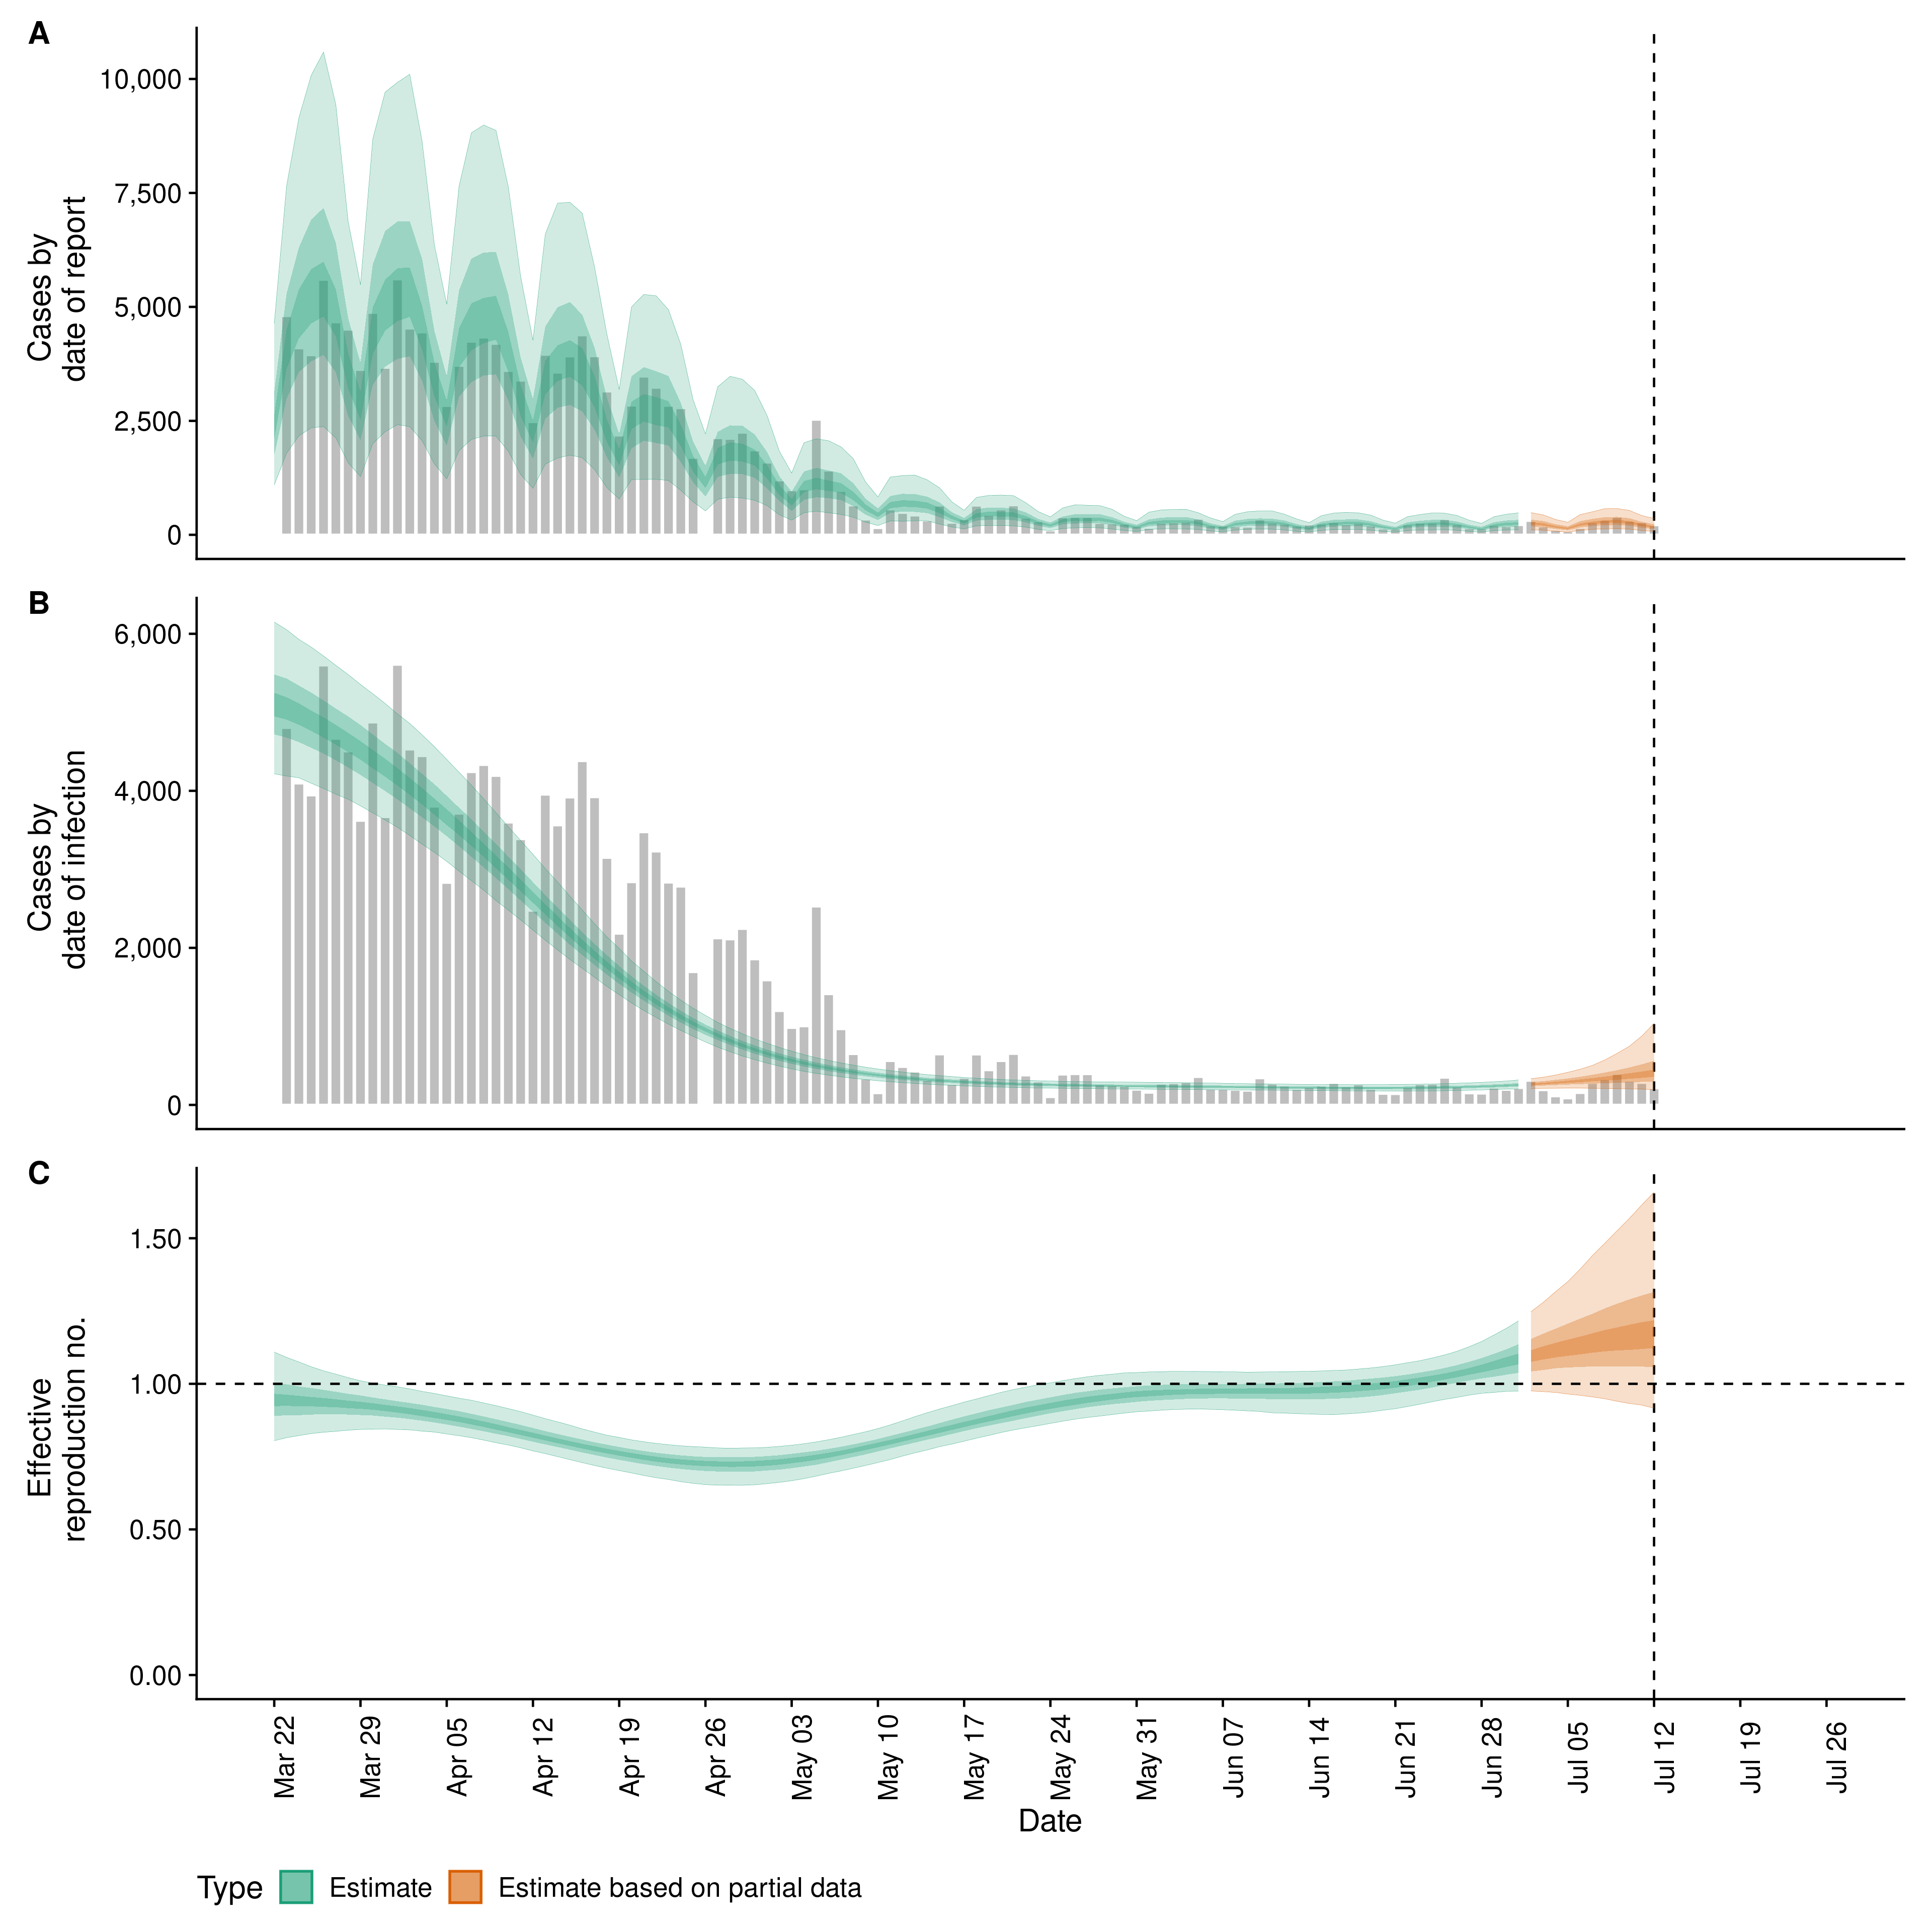 A
Cases by
date of report
10,000
7,500
5,000
2,500
0
B
Cases by
date of infection
6,000
4,000
2,000
0
C
Effective
reproduction no.
1.50
1.00
0.50
0.00
Mar 22
Mar 29
Apr 05
Apr 12
Apr 19
Apr 26
May 03
May 10
May 17
May 24
May 31
Jun 07
Jun 14
Jun 21
Jun 28
Jul 05
Jul 12
Jul 19
Jul 26
Date
Type Estimate Estimate based on partial data